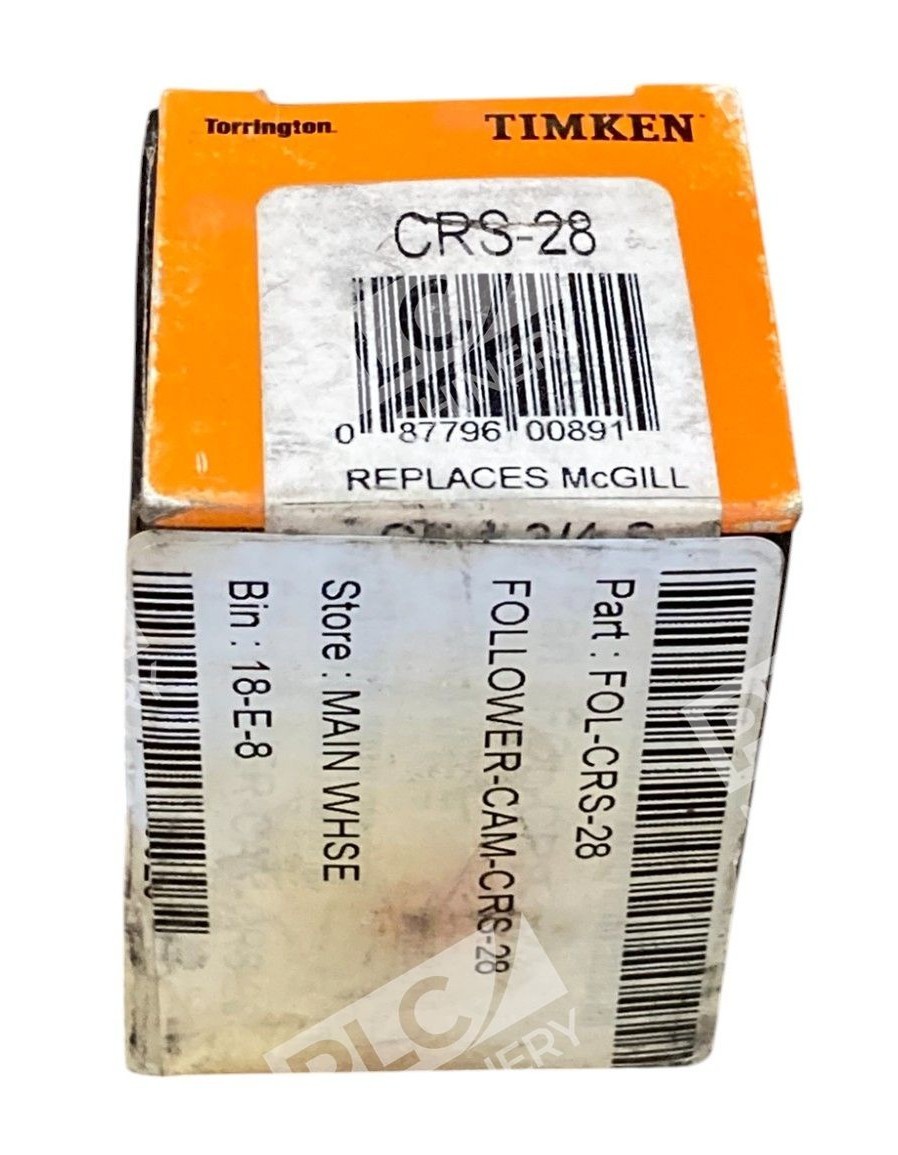 Torrington
TIMKEN
CRS-28
0 87796 00891
REPLACES McGILL
Part : FOL-CRS-28
FOLLOWER-CAM-CRS-28
Store : MAIN WHSE
Bin : 18-E-8
PLC